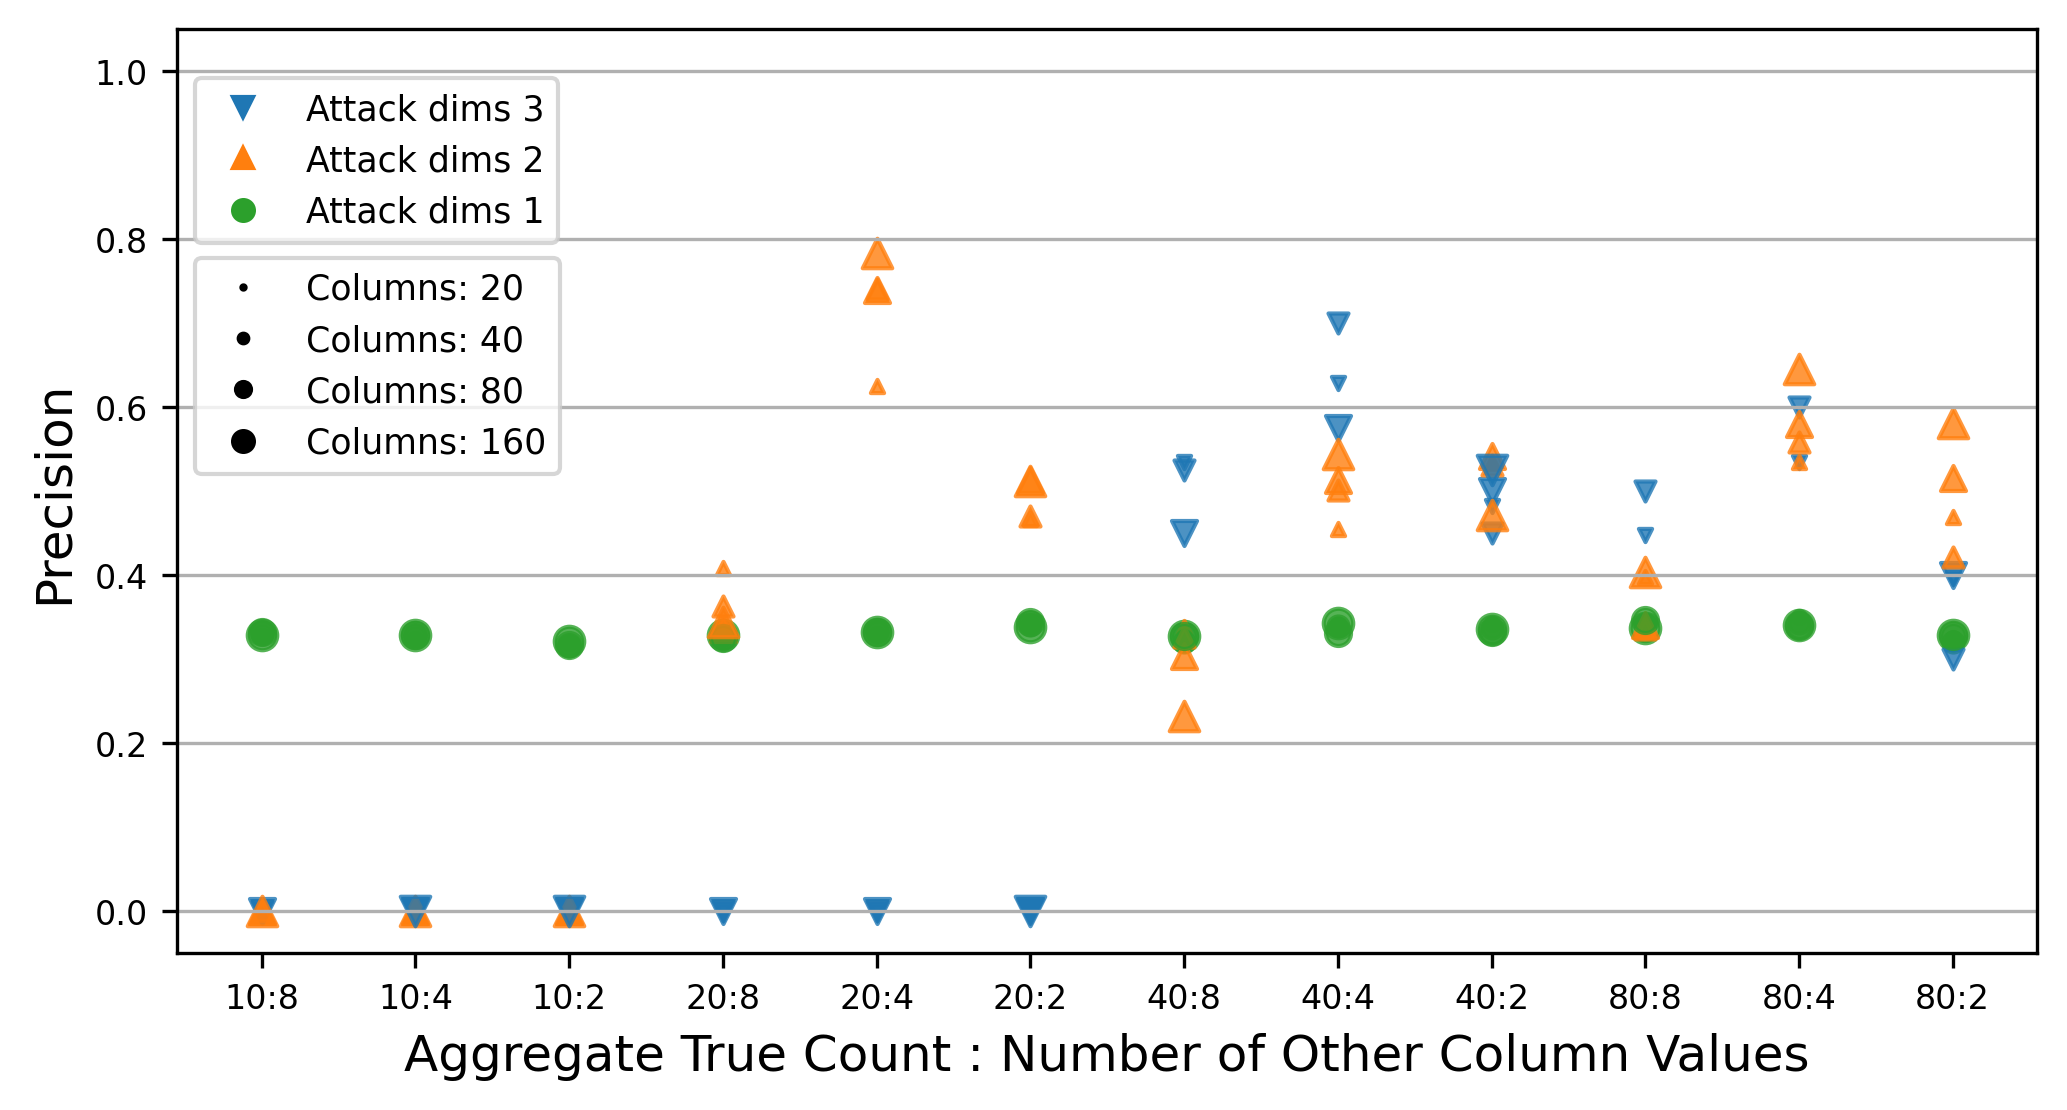 1.0
0.8
0.6
0.4
0.2
0.0
Precision
Attack dims 3
Attack dims 2
Attack dims 1
Columns: 20
Columns: 40
Columns: 80
Columns: 160
10:8 10:4 10:2 20:8 20:4 20:2 40:8 40:4 40:2 80:8 80:4 80:2
Aggregate True Count : Number of Other Column Values